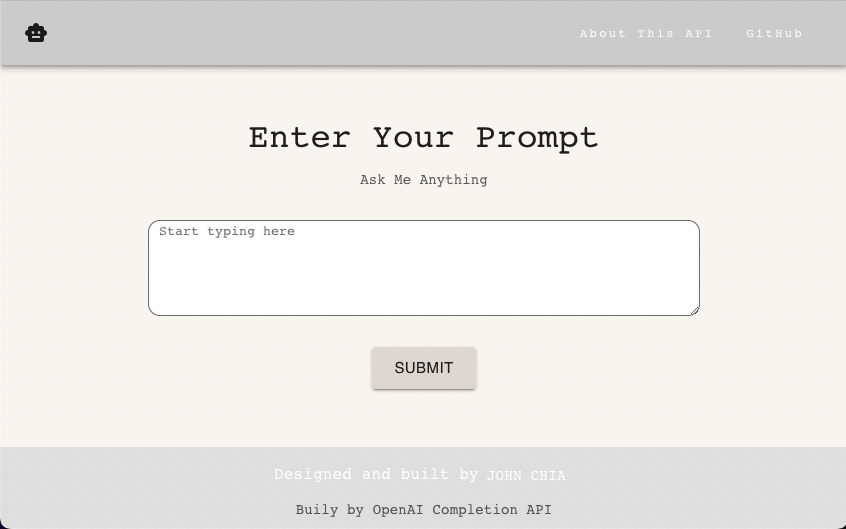 About This API GitHub
Enter Your Prompt
Ask Me Anything
Start typing here
SUBMIT
Designed and built by JOHN CHIA
Buily by OpenAI Completion API